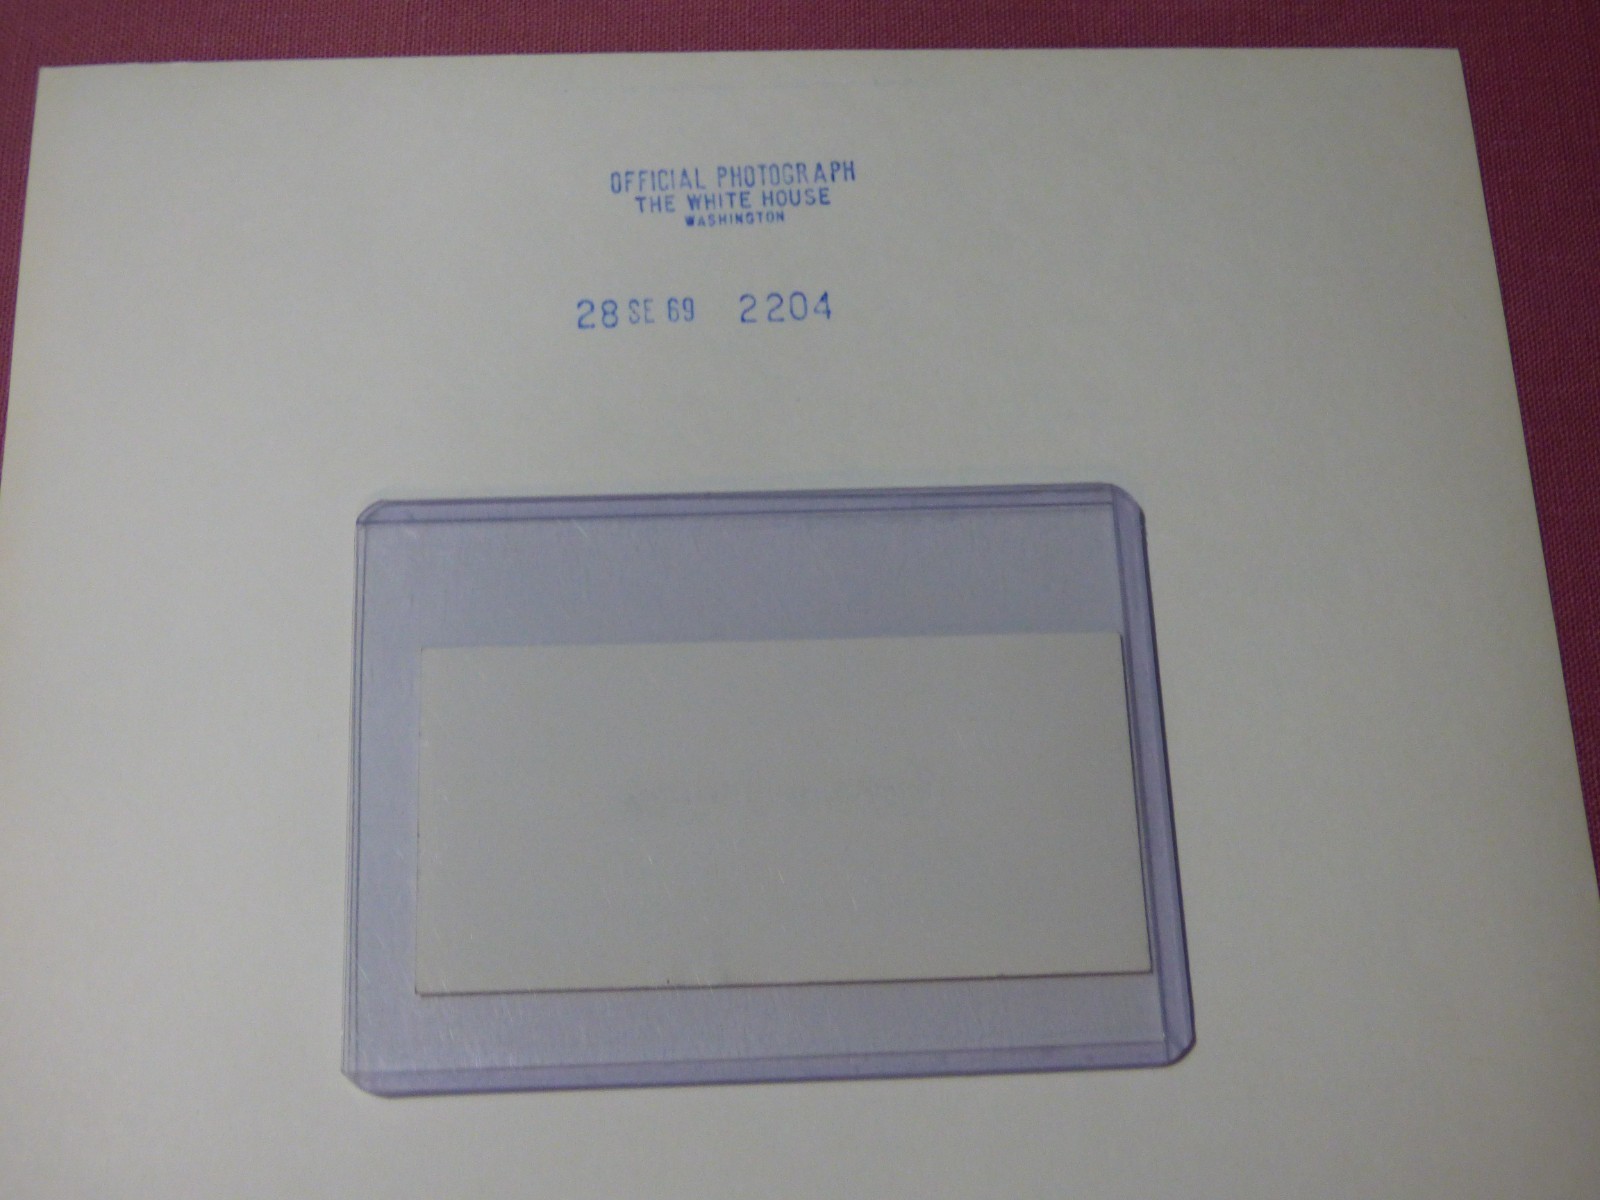 OFFICIAL PHOTOGRAPH
THE WHITE HOUSE
WASHINGTON
28 SE 69 2204